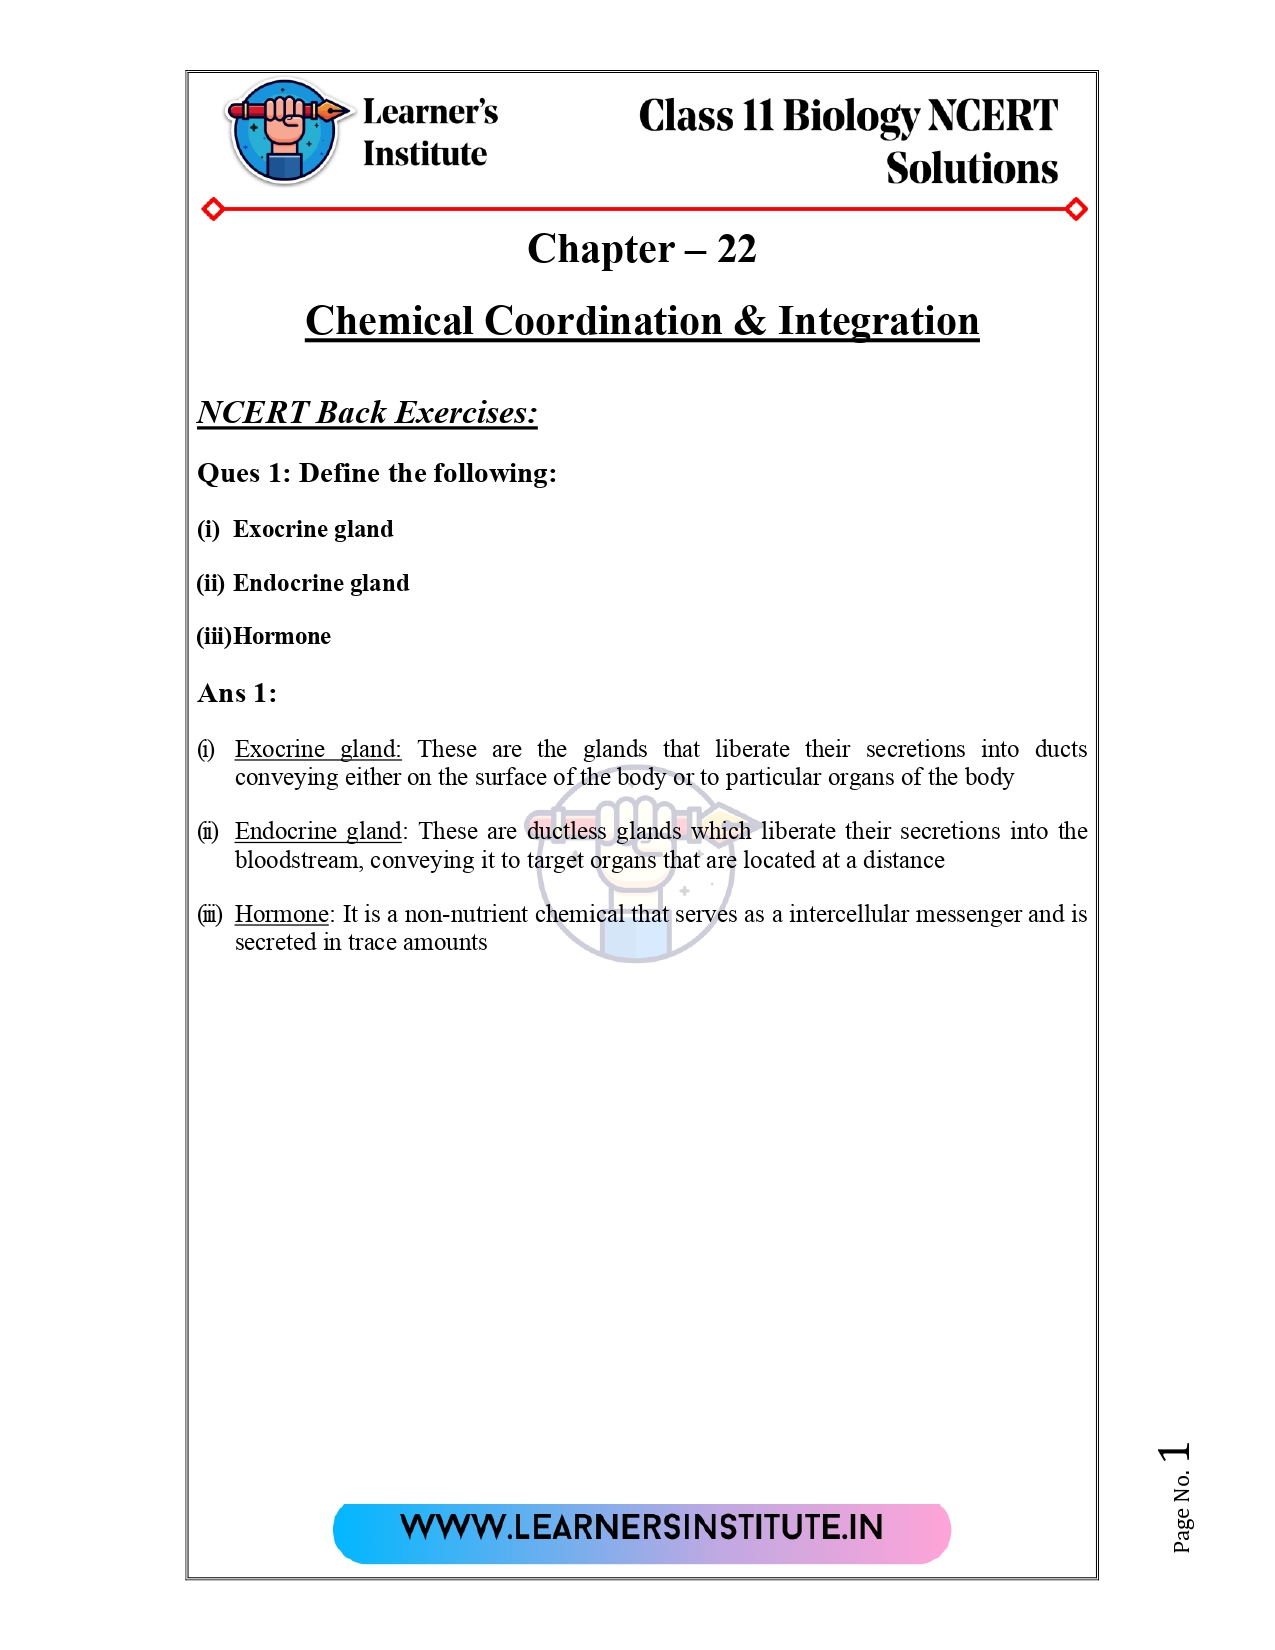 Learner's
Institute
Class 11 Biology NCERT
Solutions
Chapter – 22
Chemical Coordination & Integration
NCERT Back Exercises:
Ques 1: Define the following:
(i) Exocrine gland
(ii) Endocrine gland
(iii)Hormone
Ans 1:
(i) Exocrine gland: These are the glands that liberate their secretions into ducts
conveying either on the surface of the body or to particular organs of the body
(ii) Endocrine gland: These are ductless glands which liberate their secretions into the
bloodstream, conveying it to target organs that are located at a distance
(iii) Hormone: It is a non-nutrient chemical that serves as a intercellular messenger and is
secreted in trace amounts
Page No. 1
WWW.LEARNERSINSTITUTE.IN